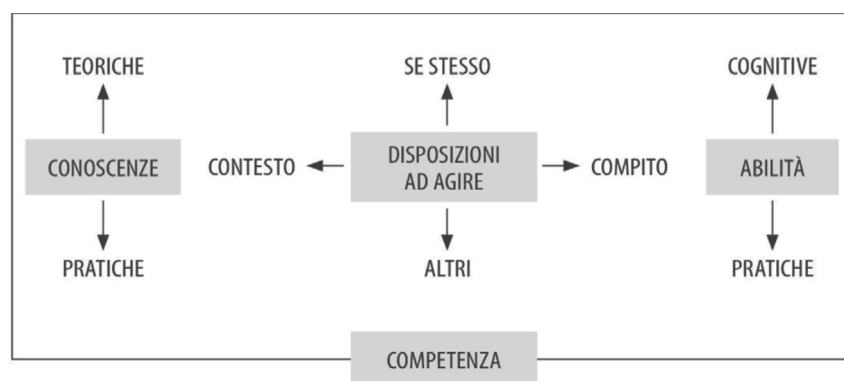 TEORICHE
SE STESSO
COGNITIVE
CONOSCENZE
CONTESTO
DISPOSIZIONI
AD AGIRE
COMPITO
ABILITÀ
PRATICHE
ALTRI
PRATICHE
COMPETENZA